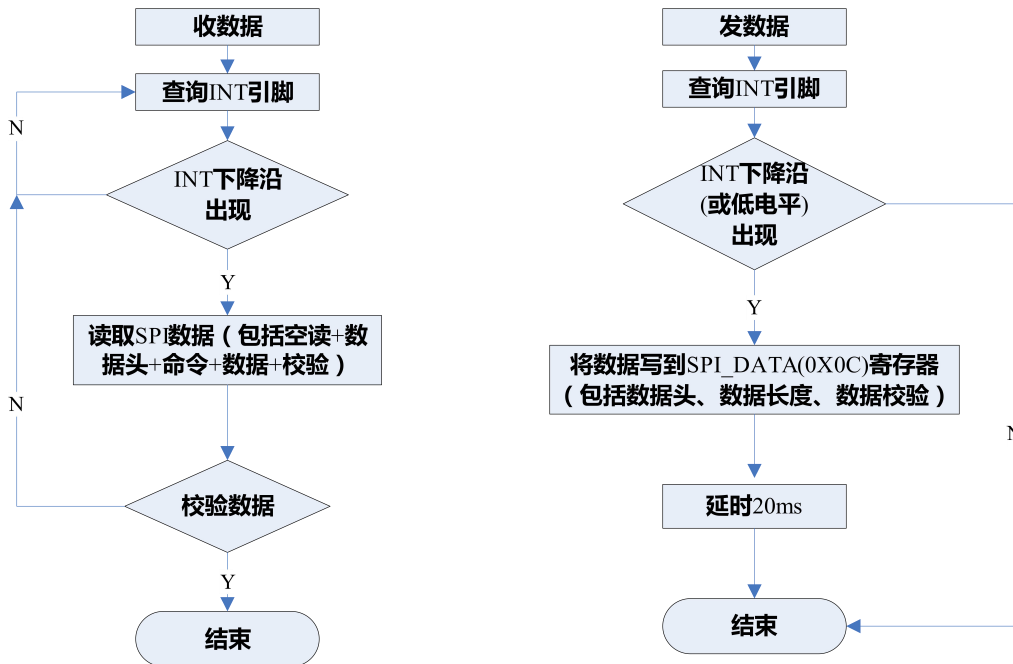 收数据
查询INT引脚
N
INT下降沿
出现
Y
读取SPI数据（包括空读+数
据头+命令+数据+校验）
N
校验数据
Y
结束
发数据
查询INT引脚
INT下降沿
(或低电平)
出现
Y
将数据写到SPI_DATA(0X0C)寄存器
（包括数据头、数据长度、数据校验）
N
延时20ms
结束